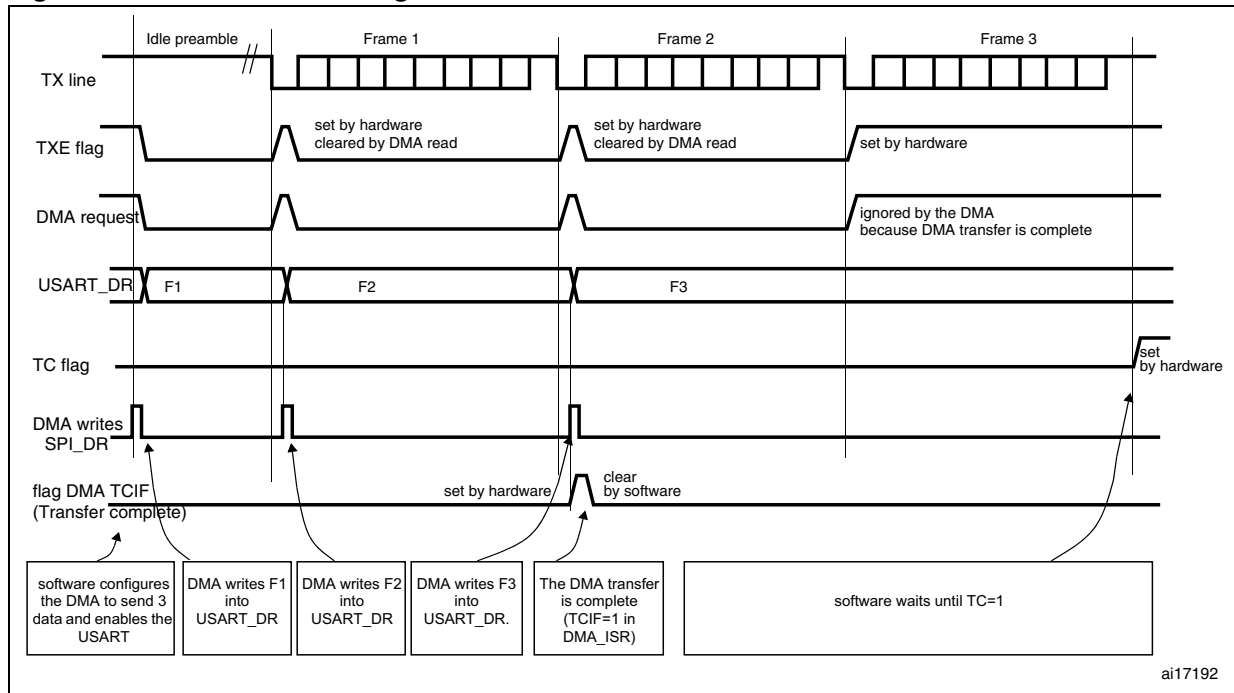 Idle preamble
Frame 1
Frame 2
Frame 3
TX line
TXE flag
set by hardware
cleared by DMA read
set by hardware
cleared by DMA read
set by hardware
DMA request
ignored by the DMA
because DMA transfer is complete
USART_DR
F1
F2
F3
TC flag
set
by hardware
DMA writes
SPI_DR
flag DMA TCIF
(Transfer complete)
set by hardware
clear
by software
software configures
the DMA to send 3
data and enables the
USART
DMA writes F1
into
USART_DR
DMA writes F2
into
USART_DR
DMA writes F3
into
USART_DR.
The DMA transfer
is complete
(TCIF=1 in
DMA_ISR)
software waits until TC=1
ai17192